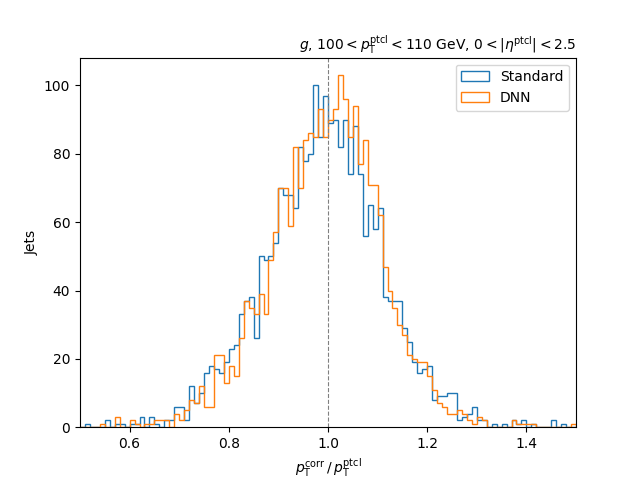 g, 100 < p_T^ptcl < 110 GeV, 0 < |η^ptcl| < 2.5
Standard
DNN
100
80
60
40
20
0
Jets
0.6 0.8 1.0 1.2 1.4
p_T^corr / p_T^ptcl